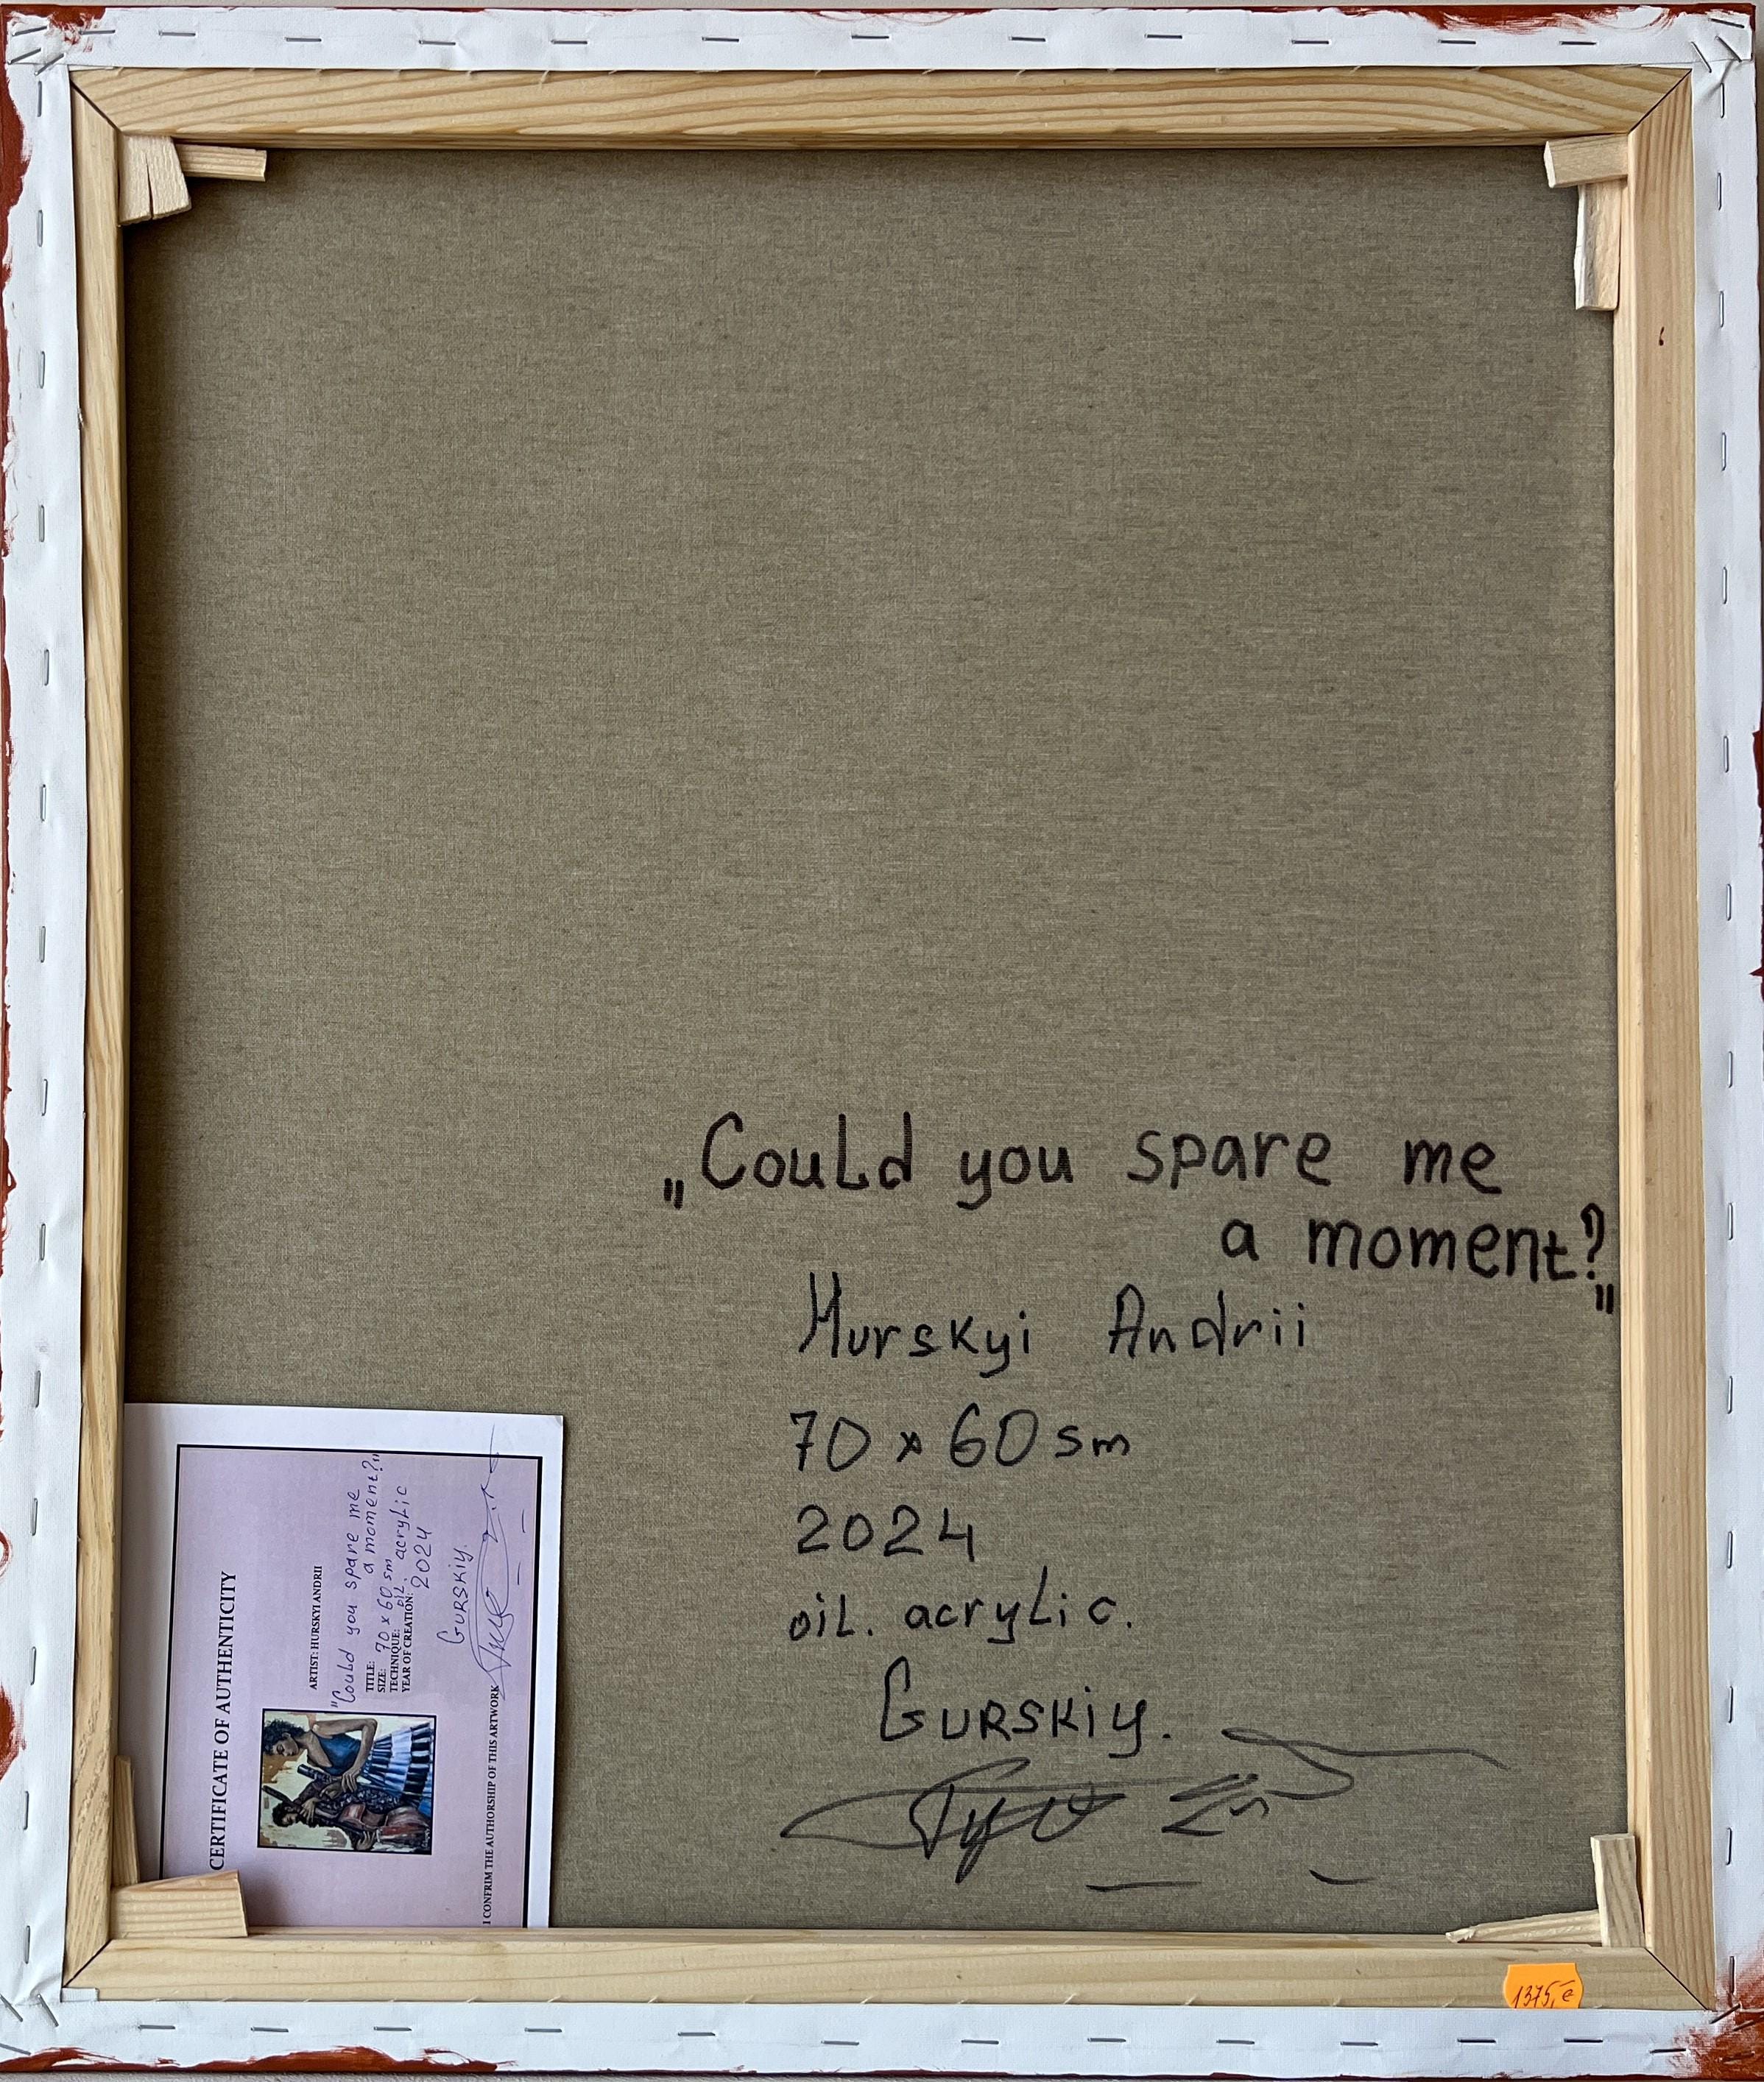 „Could you spare me
a moment?"
Hurskyi Andrii
70 x 60 sm
2024
oil. acrylic.
GURSKIY.
CERTIFICATE OF AUTHENTICITY
ARTIST: HURSKYI ANDRII
"Could you spare me
a moment?"
TITLE:
SIZE: 70 x 60 sm
TECHNIQUE: oil. acrylic
YEAR OF CREATION: 2024
GURSKIY.
I CONFRIM THE AUTHORSHIP OF THIS ARTWORK
1375,- €